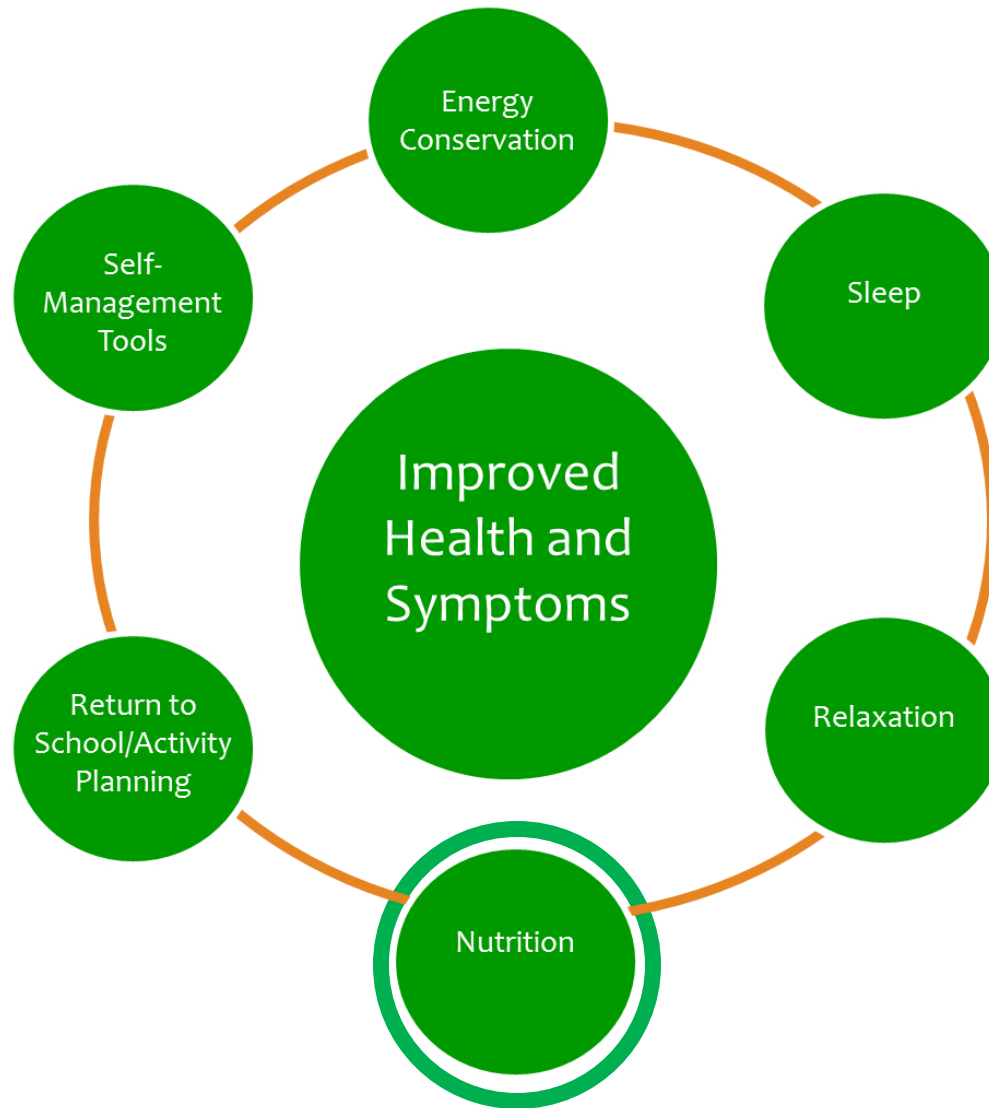 Energy
Conservation
Sleep
Self-
Management
Tools
Improved
Health and
Symptoms
Return to
School/Activity
Planning
Relaxation
Nutrition